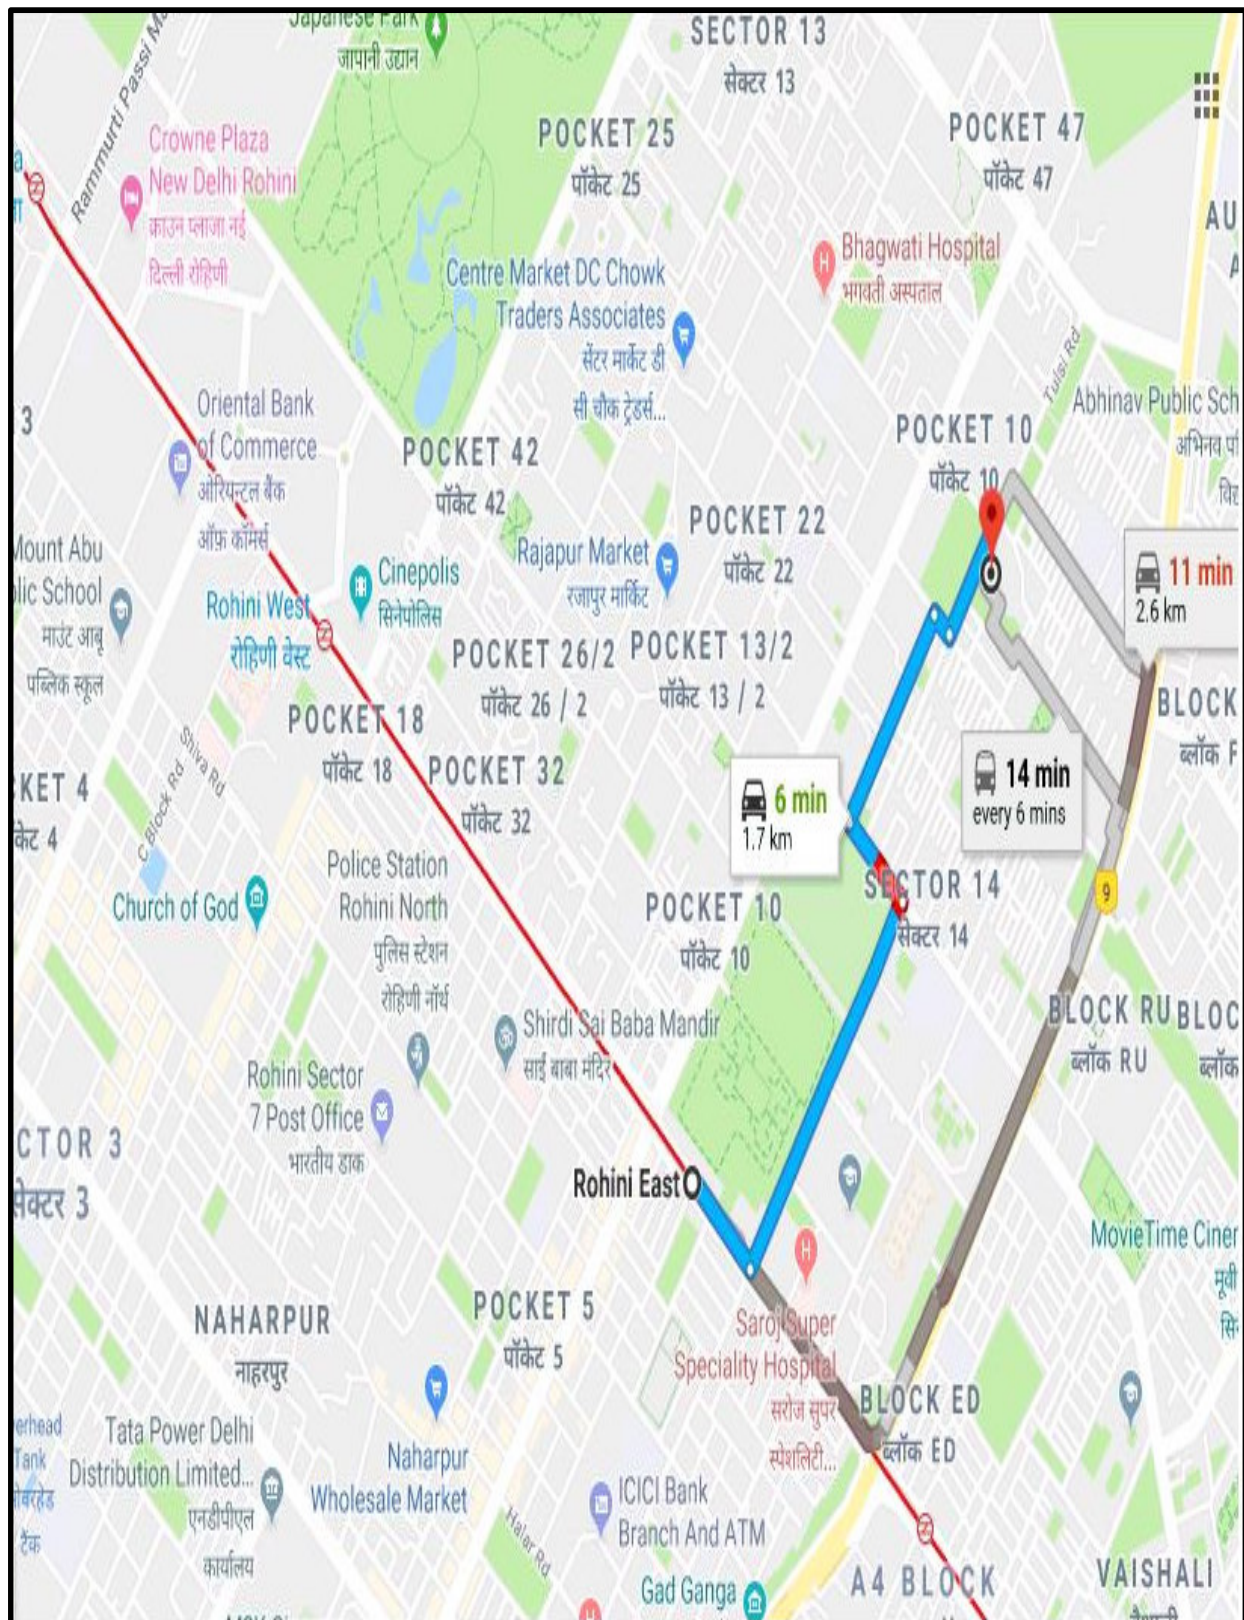 Japanese Park
जापानी उद्यान
SECTOR 13
सेक्टर 13
Rammurti Passi Ma
Crowne Plaza
New Delhi Rohini
क्राउन प्लाजा नई
दिल्ली रोहिणी
POCKET 25
पॉकेट 25
POCKET 47
पॉकेट 47
AU
Bhagwati Hospital
भगवती अस्पताल
Centre Market DC Chowk
Traders Associates
सेंटर मार्केट डी
सी चौक ट्रेडर्स...
Tulsi Rd
Abhinav Public Sch
अभिनव प
Oriental Bank
of Commerce
ओरियन्टल बैंक
ऑफ़ कॉमर्स
3
POCKET 42
पॉकेट 42
POCKET 10
पॉकेट 10
POCKET 22
पॉकेट 22
Rajapur Market
रजापुर मार्किट
Mount Abu
blic School
माउंट आबू
पब्लिक स्कूल
Cinepolis
सिनेपोलिस
Rohini West
रोहिणी वेस्ट
11 min
2.6 km
POCKET 26/2
पॉकेट 26 / 2
POCKET 13/2
पॉकेट 13 / 2
BLOCK
ब्लॉक F
POCKET 18
पॉकेट 18
Shiva Rd
C Block Rd
POCKET 32
पॉकेट 32
KET 4
केट 4
6 min
1.7 km
14 min
every 6 mins
SECTOR 14
सेक्टर 14
9
Church of God
Police Station
Rohini North
पुलिस स्टेशन
रोहिणी नॉर्थ
POCKET 10
पॉकेट 10
Shirdi Sai Baba Mandir
साई बाबा मंदिर
BLOCK RU
ब्लॉक RU
BLOC
ब्लॉक
Rohini Sector
7 Post Office
भारतीय डाक
CTOR 3
सेक्टर 3
Rohini East
MovieTime Ciner
मूवी
सि
NAHARPUR
नाहरपुर
POCKET 5
पॉकेट 5
Saroj Super
Speciality Hospital
सरोज सुपर
स्पेशलिटी...
BLOCK ED
ब्लॉक ED
verhead
Tank
ओवरहेड
टैंक
Tata Power Delhi
Distribution Limited...
एनडीपीएल
कार्यालय
Naharpur
Wholesale Market
Halar Rd
ICICI Bank
Branch And ATM
Gad Ganga
A4 BLOCK
VAISHALI